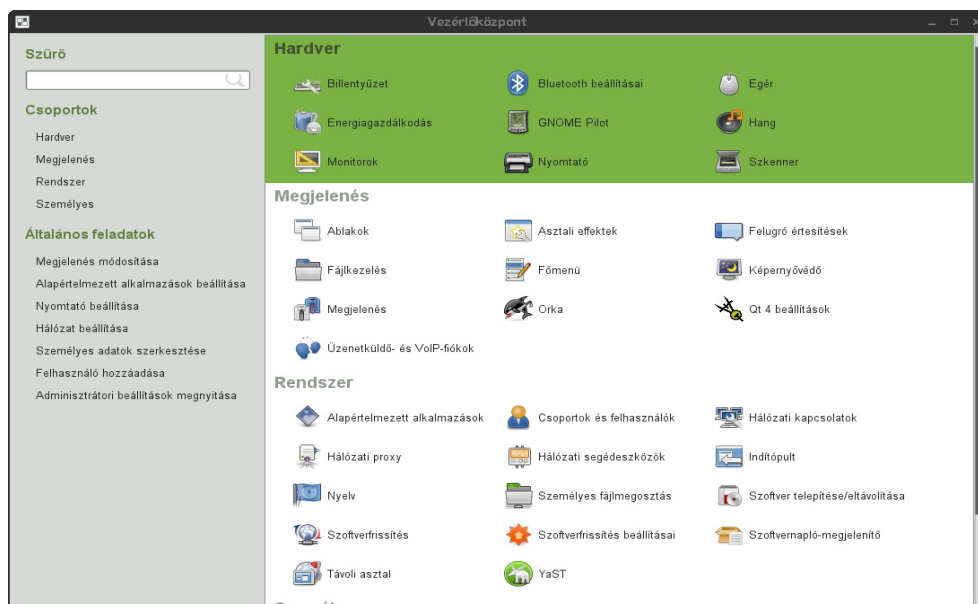 Vezérlőközpont
Szűrő
Csoportok
Hardver
Megjelenés
Rendszer
Személyes
Általános feladatok
Megjelenés módosítása
Alapértelmezett alkalmazások beállítása
Nyomtató beállítása
Hálózat beállítása
Személyes adatok szerkesztése
Felhasználó hozzáadása
Adminisztrátori beállítások megnyitása
Hardver
Billentyűzet Bluetooth beállításai Egér
Energiagazdálkodás GNOME Pilot Hang
Monitorok Nyomtató Szkenner
Megjelenés
Ablakok Asztali effektek Felugró értesítések
Fájlkezelés Főmenü Képernyővédő
Megjelenés Orka Qt 4 beállítások
Üzenetküldő- és VoIP-fiókok
Rendszer
Alapértelmezett alkalmazások Csoportok és felhasználók Hálózati kapcsolatok
Hálózati proxy Hálózati segédeszközök Indítópult
Nyelv Személyes fájlmegosztás Szoftver telepítése/eltávolítása
Szoftverfrissítés Szoftverfrissítés beállításai Szoftvernapló-megjelenítő
Távoli asztal YaST